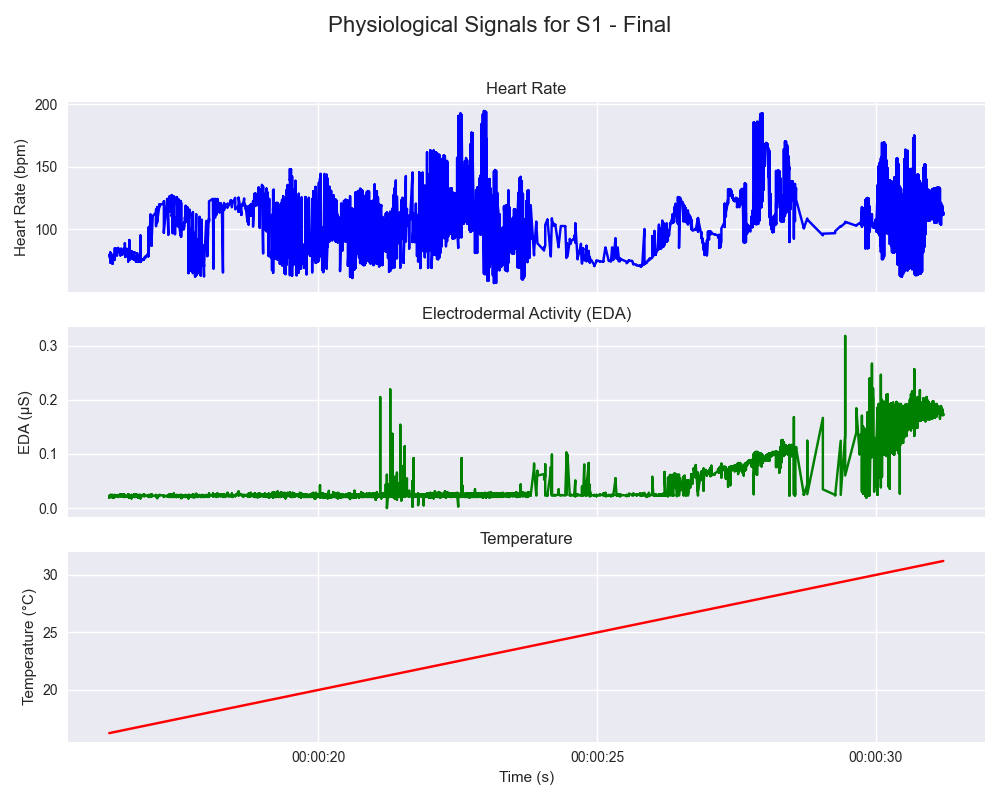 Physiological Signals for S1 - Final
Heart Rate
200
150
100
Heart Rate (bpm)
Electrodermal Activity (EDA)
0.3
0.2
0.1
0.0
EDA (μS)
Temperature
30
25
20
Temperature (°C)
00:00:20 00:00:25 00:00:30
Time (s)